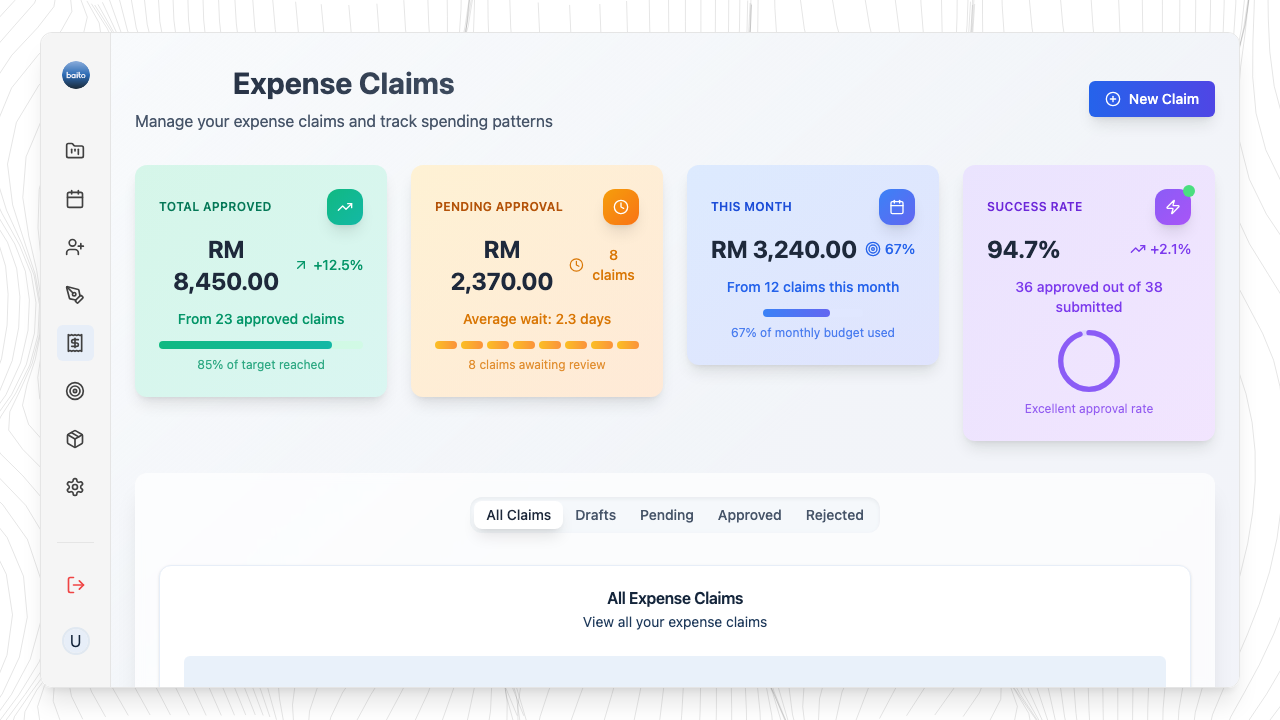 baito
Expense Claims
Manage your expense claims and track spending patterns
New Claim
TOTAL APPROVED
RM
8,450.00
+12.5%
From 23 approved claims
85% of target reached
PENDING APPROVAL
RM
2,370.00
8
claims
Average wait: 2.3 days
8 claims awaiting review
THIS MONTH
RM 3,240.00
67%
From 12 claims this month
67% of monthly budget used
SUCCESS RATE
94.7%
+2.1%
36 approved out of 38
submitted
Excellent approval rate
All Claims
Drafts
Pending
Approved
Rejected
All Expense Claims
View all your expense claims
U